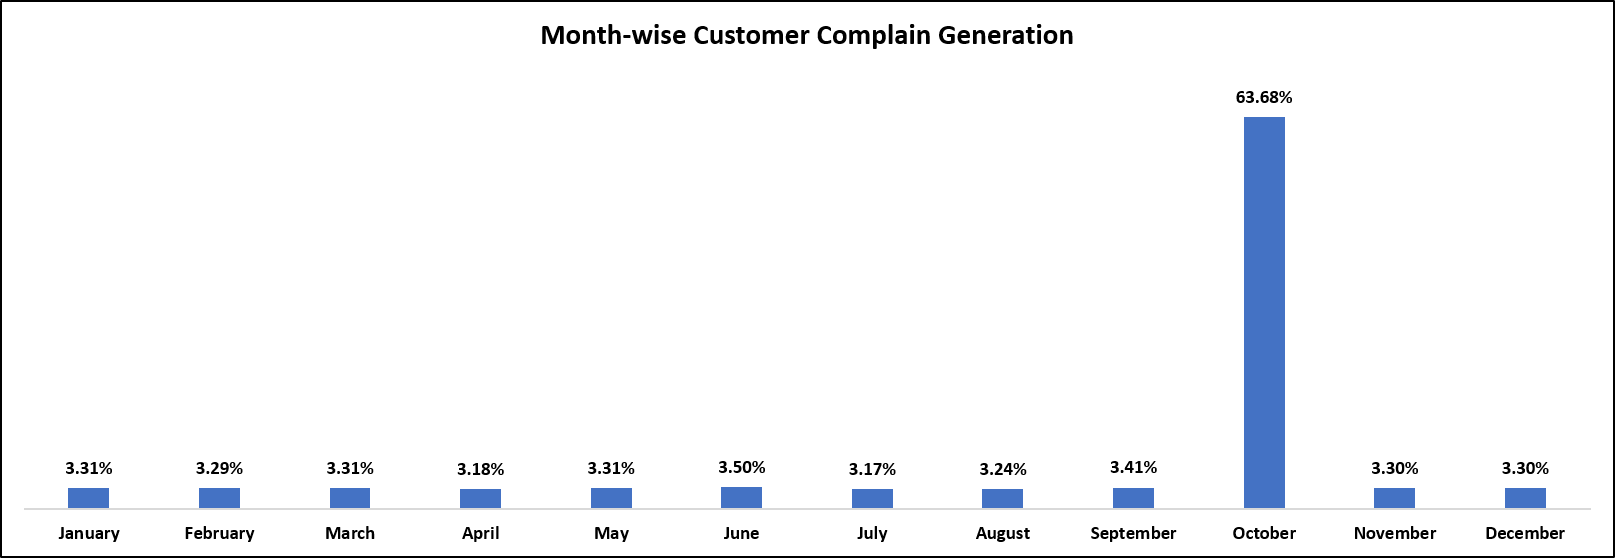 Month-wise Customer Complain Generation
63.68%
3.31% 3.29% 3.31% 3.18% 3.31% 3.50% 3.17% 3.24% 3.41% 3.30% 3.30%
January February March April May June July August September October November December